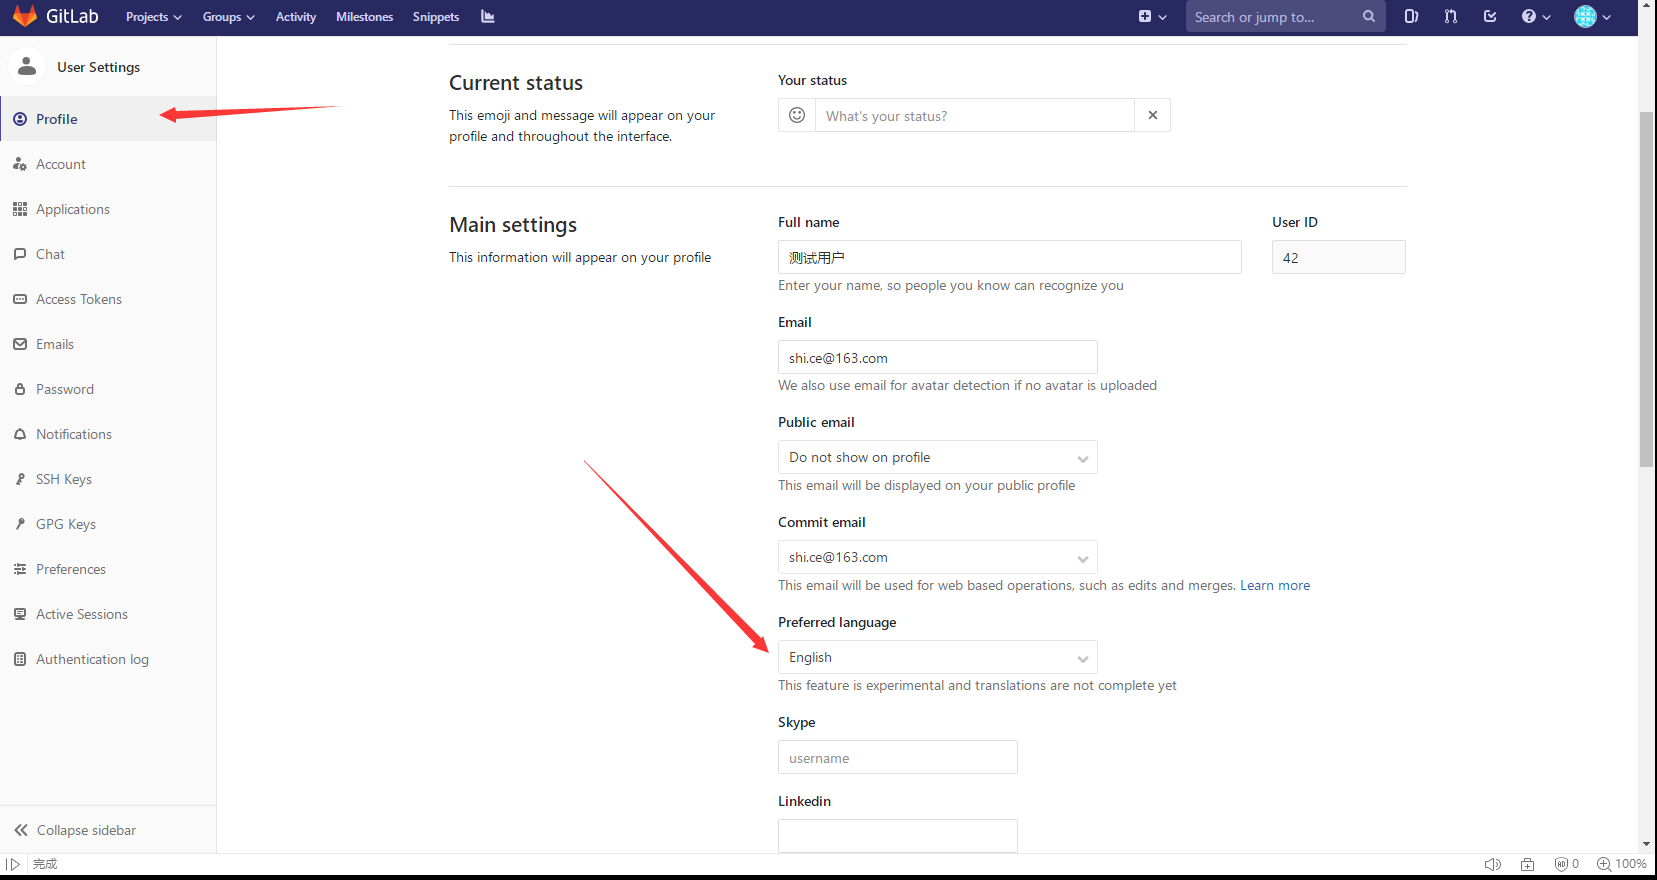 GitLab Projects Groups Activity Milestones Snippets Search or jump to...
User Settings
Profile
Account
Applications
Chat
Access Tokens
Emails
Password
Notifications
SSH Keys
GPG Keys
Preferences
Active Sessions
Authentication log
Collapse sidebar
Current status
This emoji and message will appear on your
profile and throughout the interface.
Your status
What's your status?
Main settings
This information will appear on your profile
Full name
测试用户
Enter your name, so people you know can recognize you
User ID
42
Email
shi.ce@163.com
We also use email for avatar detection if no avatar is uploaded
Public email
Do not show on profile
This email will be displayed on your public profile
Commit email
shi.ce@163.com
This email will be used for web based operations, such as edits and merges. Learn more
Preferred language
English
This feature is experimental and translations are not complete yet
Skype
username
Linkedin
完成
0
100%